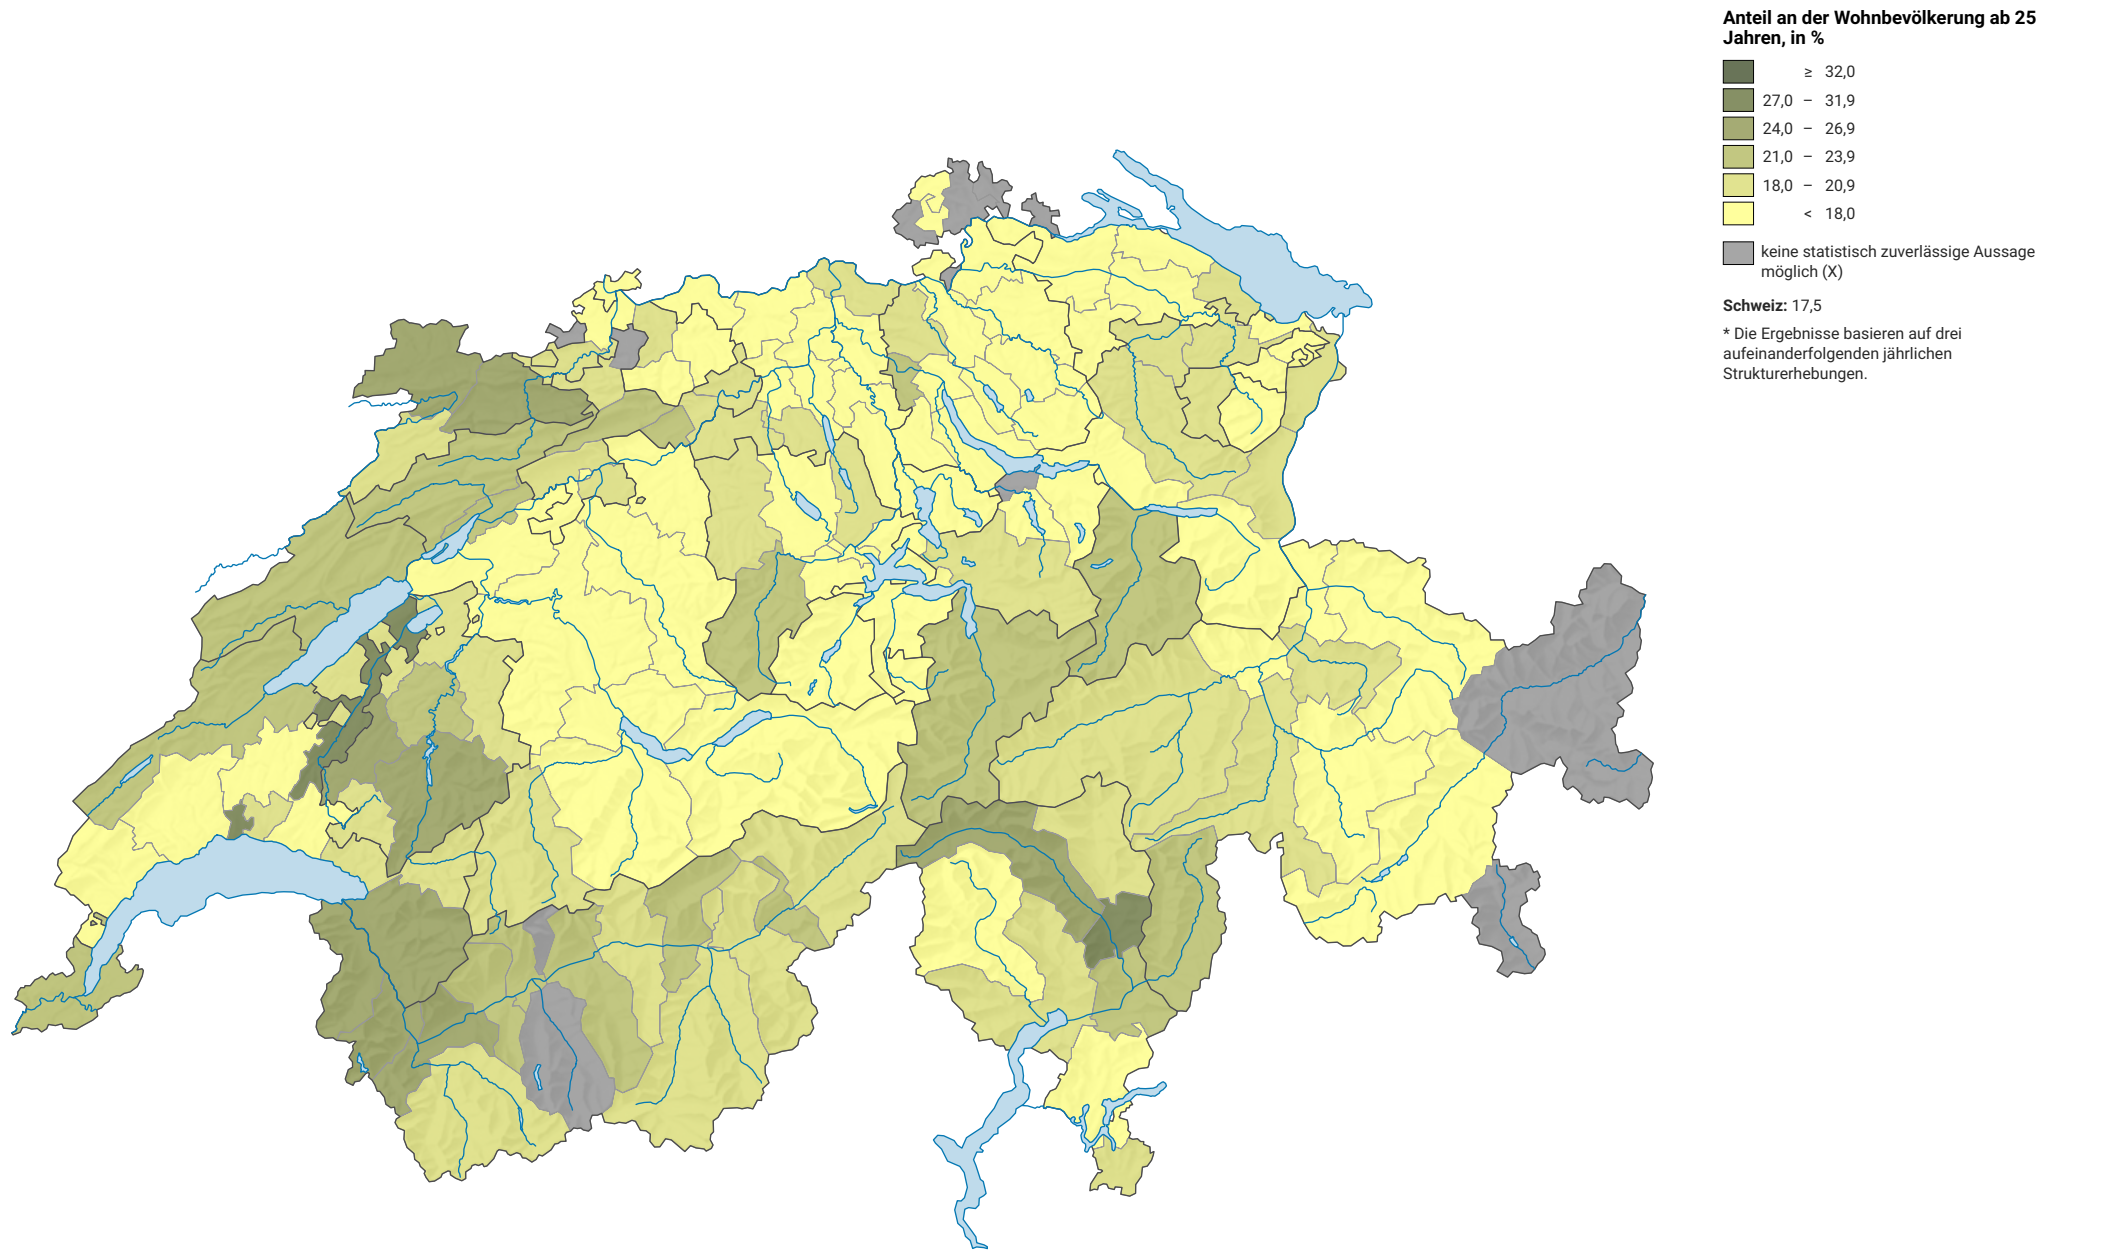 Anteil an der Wohnbevölkerung ab 25
Jahren, in %
≥ 32,0
27,0 – 31,9
24,0 – 26,9
21,0 – 23,9
18,0 – 20,9
< 18,0
keine statistisch zuverlässige Aussage
möglich (X)
Schweiz: 17,5
* Die Ergebnisse basieren auf drei
aufeinanderfolgenden jährlichen
Strukturerhebungen.